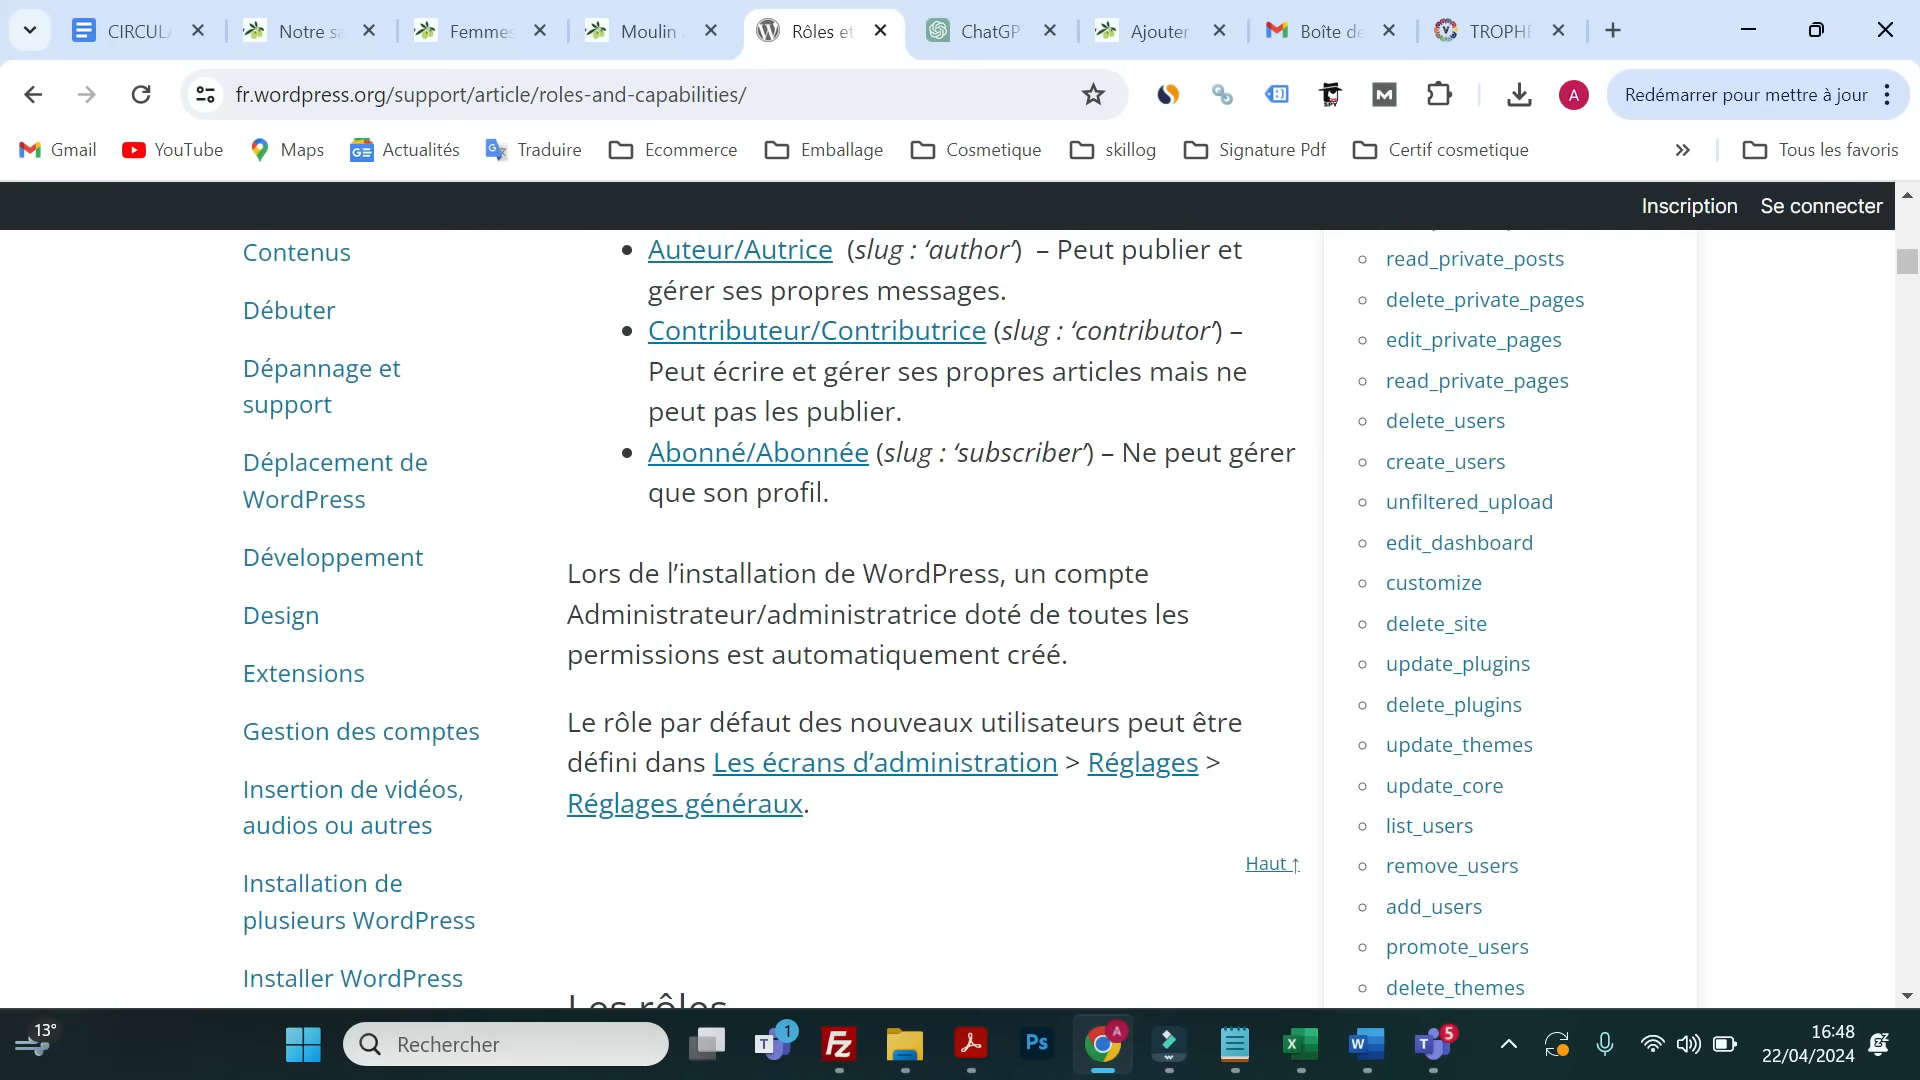 CIRCUL
Notre sa
Femmes
Moulin
Rôles et
ChatGP
Ajouter
Boîte de
TROPHE
fr.wordpress.org/support/article/roles-and-capabilities/
Redémarrer pour mettre à jour
Gmail
YouTube
Maps
Actualités
Traduire
Ecommerce
Emballage
Cosmetique
skillog
Signature Pdf
Certif cosmetique
Tous les favoris
Inscription
Se connecter
Contenus
Débuter
Dépannage et
support
Déplacement de
WordPress
Développement
Design
Extensions
Gestion des comptes
Insertion de vidéos,
audios ou autres
Installation de
plusieurs WordPress
Installer WordPress
Auteur/Autrice (slug : ‘author’) – Peut publier et
gérer ses propres messages.
Contributeur/Contributrice (slug : ‘contributor’) –
Peut écrire et gérer ses propres articles mais ne
peut pas les publier.
Abonné/Abonnée (slug : ‘subscriber’) – Ne peut gérer
que son profil.
Lors de l’installation de WordPress, un compte
Administrateur/administratrice doté de toutes les
permissions est automatiquement créé.
Le rôle par défaut des nouveaux utilisateurs peut être
défini dans Les écrans d’administration > Réglages >
Réglages généraux.
Haut ↑
Les rôles
read_private_posts
delete_private_pages
edit_private_pages
read_private_pages
delete_users
create_users
unfiltered_upload
edit_dashboard
customize
delete_site
update_plugins
delete_plugins
update_themes
update_core
list_users
remove_users
add_users
promote_users
delete_themes
13°
Rechercher
1
5
16:48
22/04/2024